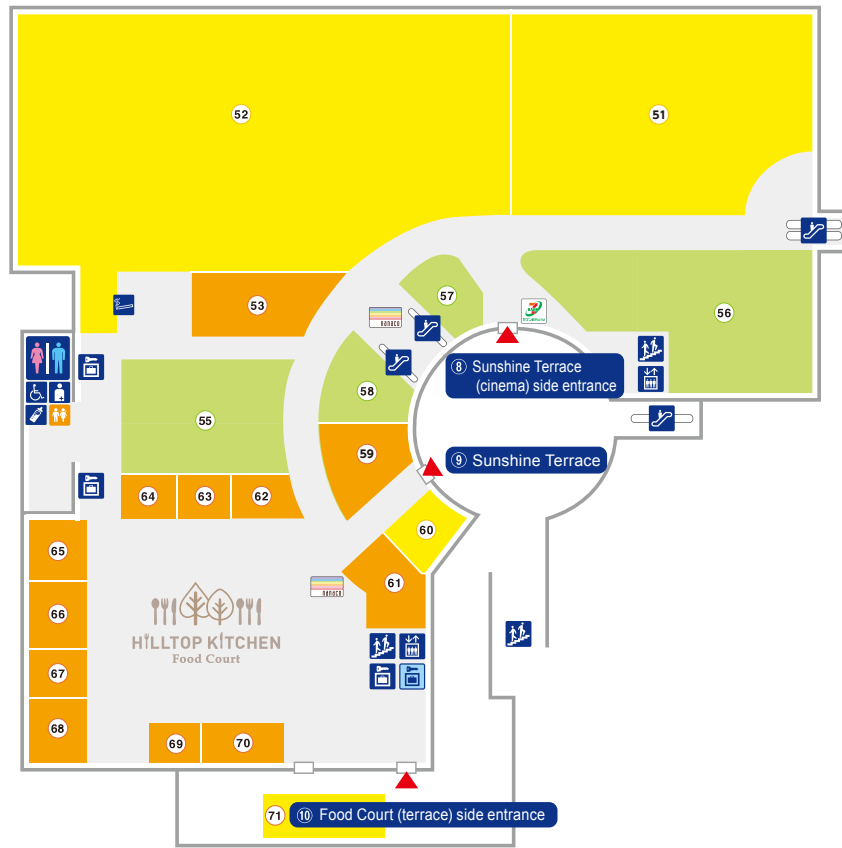 52
51
53
57
56
nanaco
⑧ Sunshine Terrace
(cinema) side entrance
58
55
59
⑨ Sunshine Terrace
64
63
62
60
65
61
nanaco
66
HILLTOP KITCHEN
Food Court
67
68
69
70
71
⑩ Food Court (terrace) side entrance